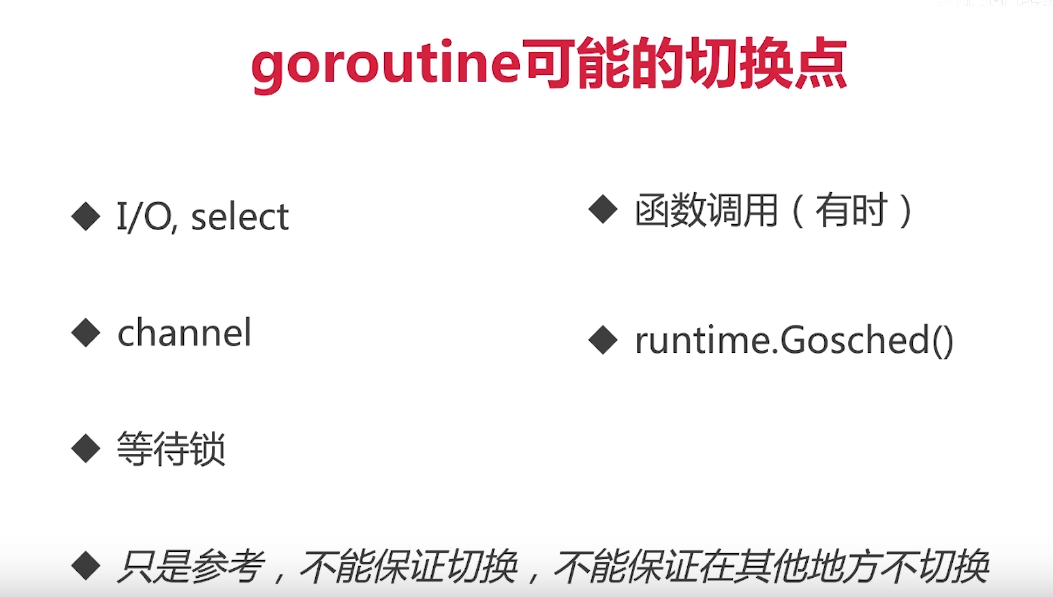 goroutine可能的切换点
◆ I/O, select
◆ channel
◆ 等待锁
◆ 函数调用（有时）
◆ runtime.Gosched()
◆ 只是参考，不能保证切换，不能保证在其他地方不切换